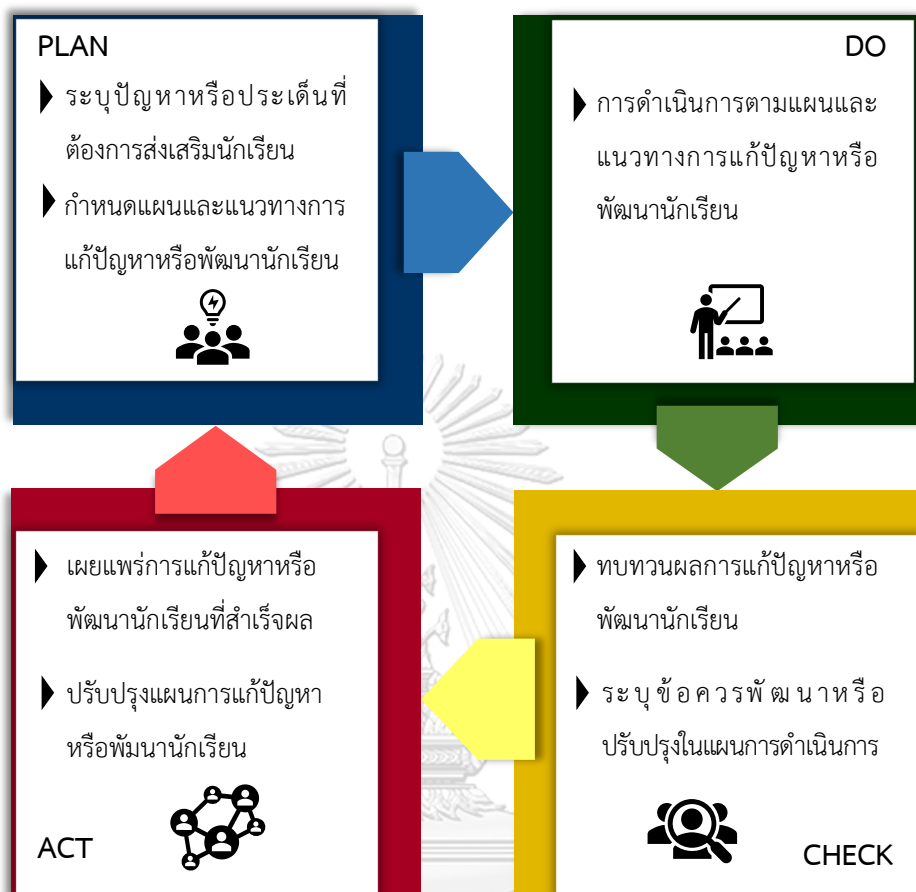 PLAN
ระบุปัญหาหรือประเด็นที่
ต้องการส่งเสริมนักเรียน
กำหนดแผนและแนวทางการ
แก้ปัญหาหรือพัฒนานักเรียน
DO
การดำเนินการตามแผนและ
แนวทางการแก้ปัญหาหรือ
พัฒนานักเรียน
ทบทวนผลการแก้ปัญหาหรือ
พัฒนานักเรียน
ระบุข้อควรพัฒนาหรือ
ปรับปรุงในแผนการดำเนินการ
CHECK
เผยแพร่การแก้ปัญหาหรือ
พัฒนานักเรียนที่สำเร็จผล
ปรับปรุงแผนการแก้ปัญหา
หรือพัมนานักเรียน
ACT